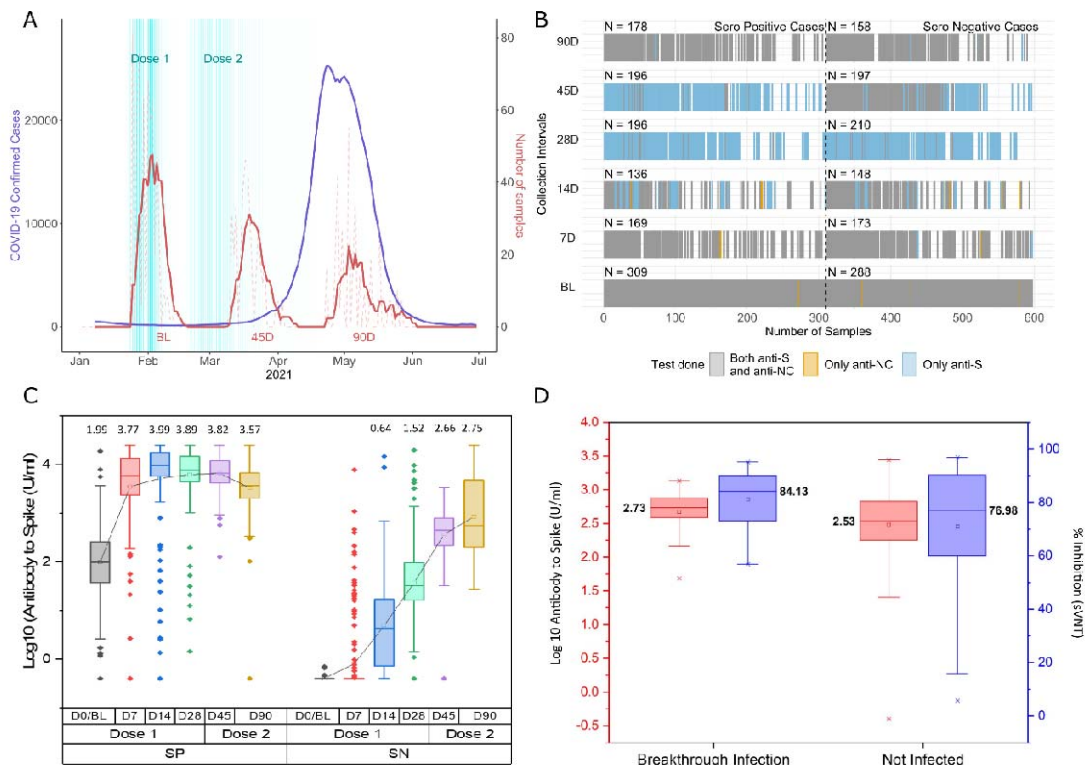 A
Dose 1
Dose 2
COVID-19 Confirmed Cases
20000
10000
0
80
60
40
20
0
Number of samples
BL
45D
90D
Jan
Feb
Mar
Apr
May
Jun
Jul
2021
B
N = 178
Sero Positive Cases
N = 158
Sero Negative Cases
90D
N = 196
N = 197
45D
N = 196
N = 210
28D
N = 136
N = 148
14D
N = 169
N = 173
7D
N = 309
N = 288
BL
Collection Intervals
0
100
200
300
400
500
600
Number of Samples
Test done
Both anti-S and anti-NC
Only anti-NC
Only anti-S
C
1.99
3.77
3.99
3.89
3.82
3.57
0.64
1.52
2.66
2.75
Log10 (Antibody to Spike (U/ml)
4
2
0
D0/BL
D7
D14
D28
D45
D90
D0/BL
D7
D14
D28
D45
D90
Dose 1
Dose 2
Dose 1
Dose 2
SP
SN
D
Log 10 Antibody to Spike (U/ml)
4.0
3.5
3.0
2.5
2.0
1.5
1.0
0.5
0.0
-0.5
2.73
84.13
2.53
76.98
100
80
60
40
20
0
% Inhibition (sVNT)
Breakthrough Infection
Not Infected